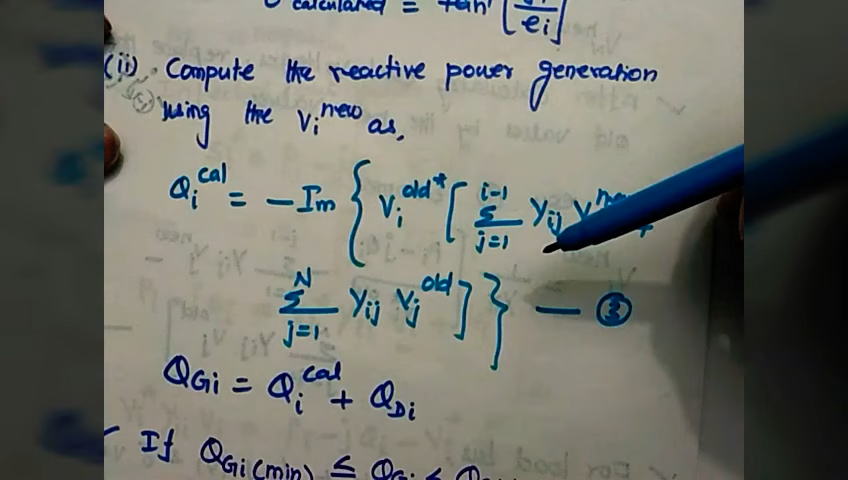 calculated = tan⁻¹ [ /eᵢ]
(ii). Compute the reactive power generation
using the Vᵢⁿᵉʷ as,
Qᵢᶜᵃˡ = - Im { Vᵢᵒˡᵈ* [ Σ_{j=1}^{i-1} Yᵢⱼ V
Σ_{j=1}^{N} Yᵢⱼ Vⱼᵒˡᵈ ] } — ③
Q_Gi = Qᵢᶜᵃˡ + Q_Di
✓ If Q_Gi(min) ≤ Q_Gi ≤